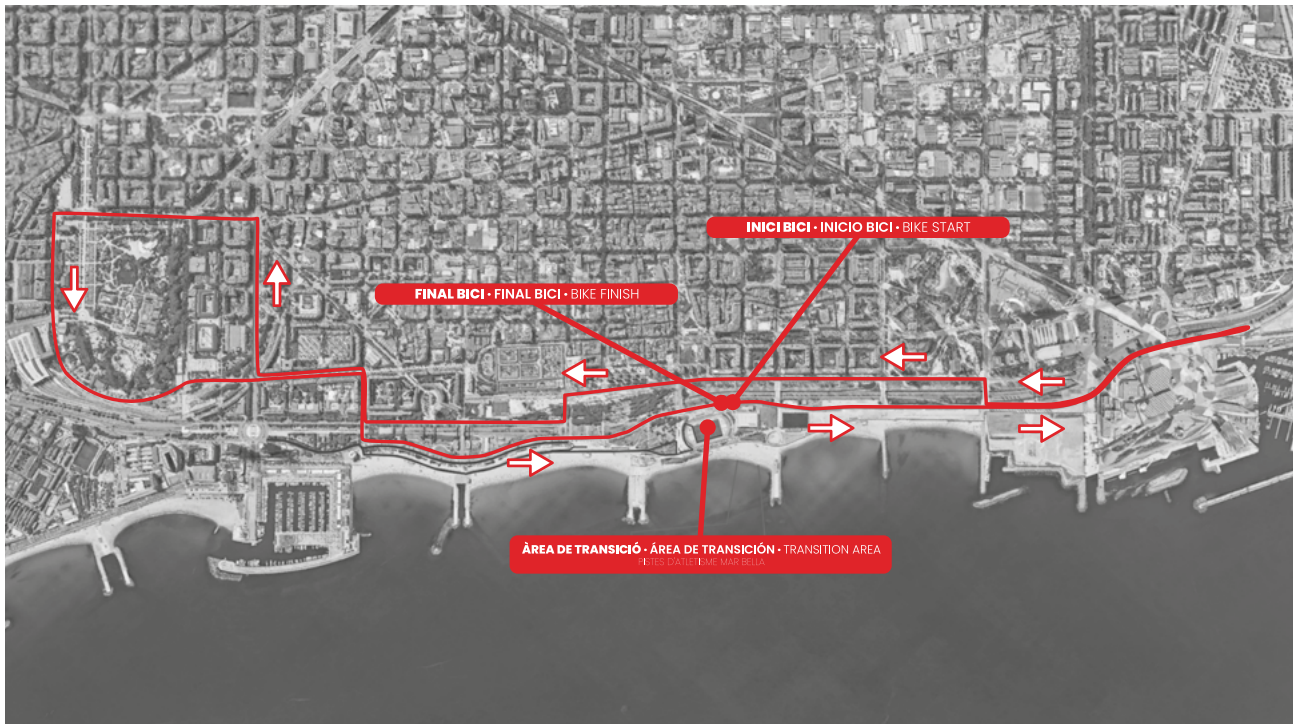 INICI BICI • INICIO BICI • BIKE START
FINAL BICI • FINAL BICI • BIKE FINISH
ÀREA DE TRANSICIÓ • ÁREA DE TRANSICIÓN • TRANSITION AREA
PISTES D'ATLETISME MAR BELLA